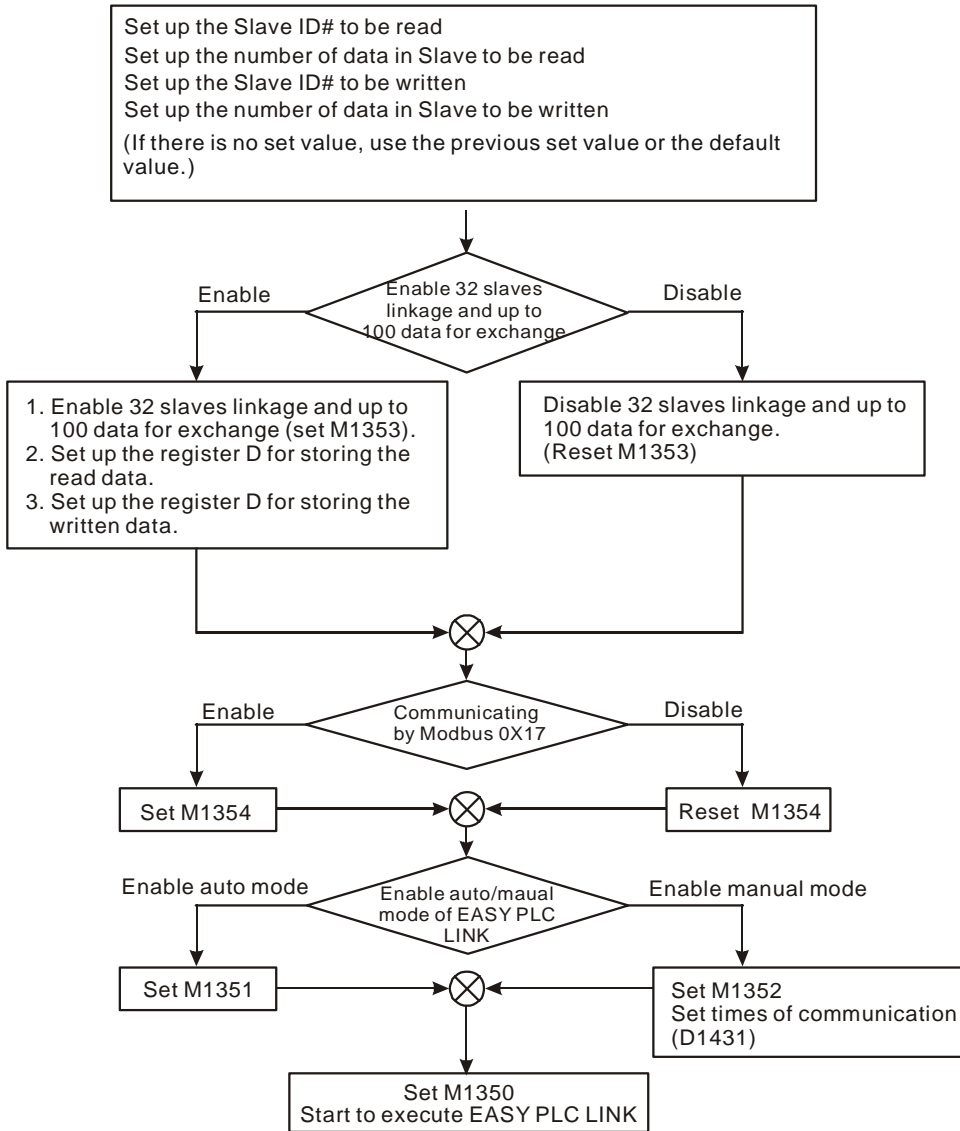 Set up the Slave ID# to be read
Set up the number of data in Slave to be read
Set up the Slave ID# to be written
Set up the number of data in Slave to be written
(If there is no set value, use the previous set value or the default
value.)
Enable
Enable 32 slaves
linkage and up to
100 data for exchange
Disable
1. Enable 32 slaves linkage and up to
100 data for exchange (set M1353).
2. Set up the register D for storing the
read data.
3. Set up the register D for storing the
written data.
Disable 32 slaves linkage and up to
100 data for exchange.
(Reset M1353)
Enable
Communicating
by Modbus 0X17
Disable
Set M1354
Reset M1354
Enable auto mode
Enable auto/maual
mode of EASY PLC
LINK
Enable manual mode
Set M1351
Set M1352
Set times of communication
(D1431)
Set M1350
Start to execute EASY PLC LINK